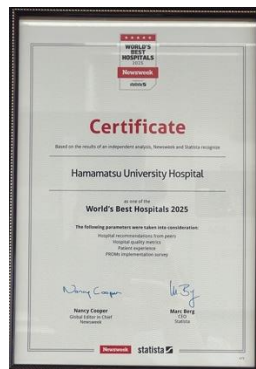 WORLD'S
BEST
HOSPITALS
2025
Newsweek
Certificate
Based on the results of an independent analysis, Newsweek and Statista recognize
Hamamatsu University Hospital
as one of the
World's Best Hospitals 2025
The following parameters were taken into consideration:
Hospital recommendations from peers
Hospital quality metrics
Patient experience
PROMs implementation survey
Nancy Cooper
Nancy Cooper
Global Editor in Chief
Newsweek
Marc Berg
CEO
Statista
Newsweek
statista